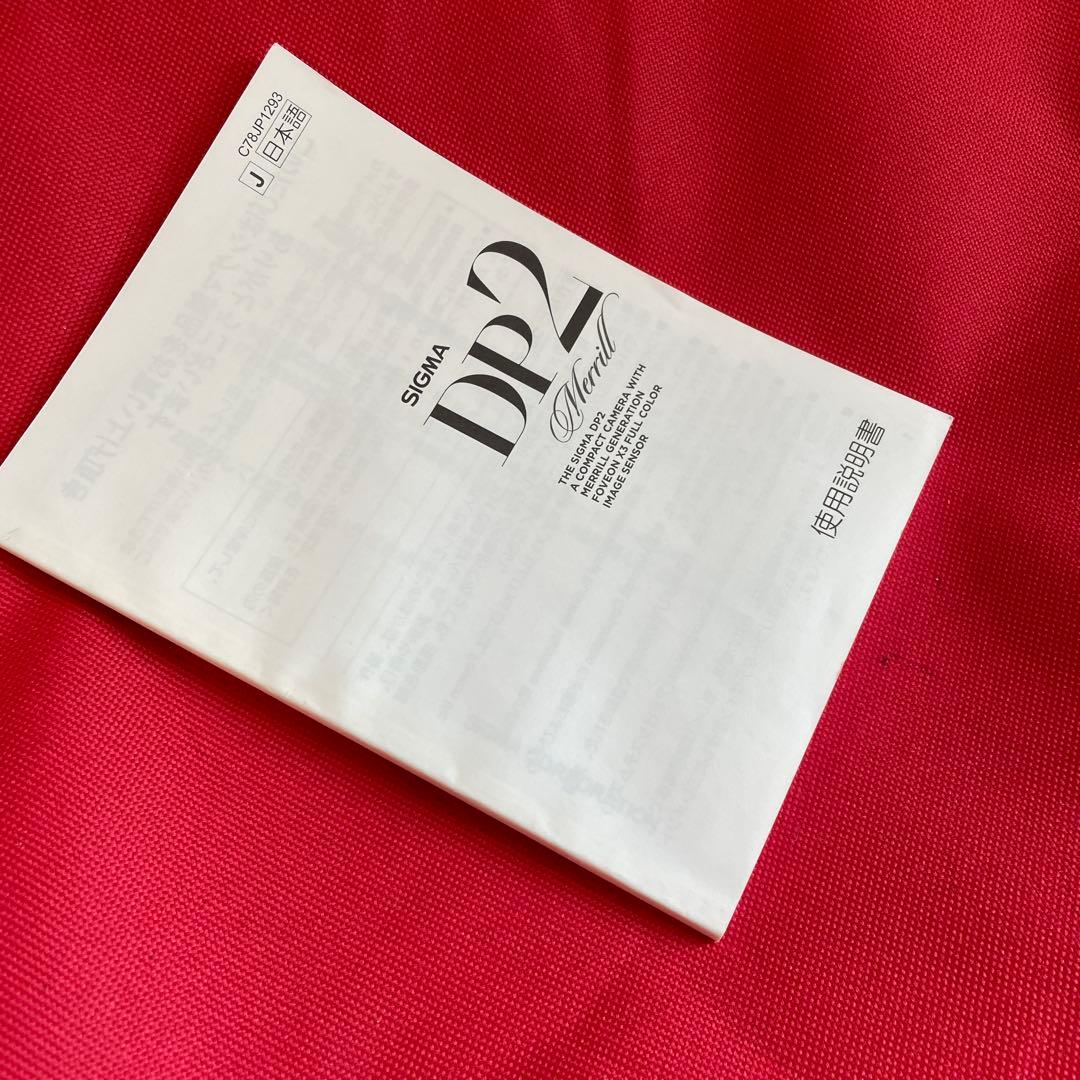 C78JP1293
J 日本語
SIGMA
DP2
Merrill
THE SIGMA DP2
A COMPACT CAMERA WITH
MERRILL GENERATION
FOVEON X3 FULL COLOR
IMAGE SENSOR
使用説明書